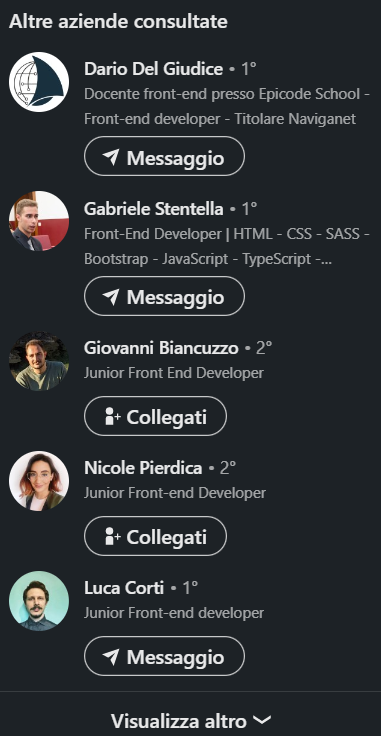 Altre aziende consultate
Dario Del Giudice • 1°
Docente front-end presso Epicode School -
Front-end developer - Titolare Naviganet
Messaggio
Gabriele Stentella • 1°
Front-End Developer | HTML - CSS - SASS -
Bootstrap - JavaScript - TypeScript -...
Messaggio
Giovanni Biancuzzo • 2°
Junior Front End Developer
Collegati
Nicole Pierdica • 2°
Junior Front-end Developer
Collegati
Luca Corti • 1°
Junior Front-end developer
Messaggio
Visualizza altro